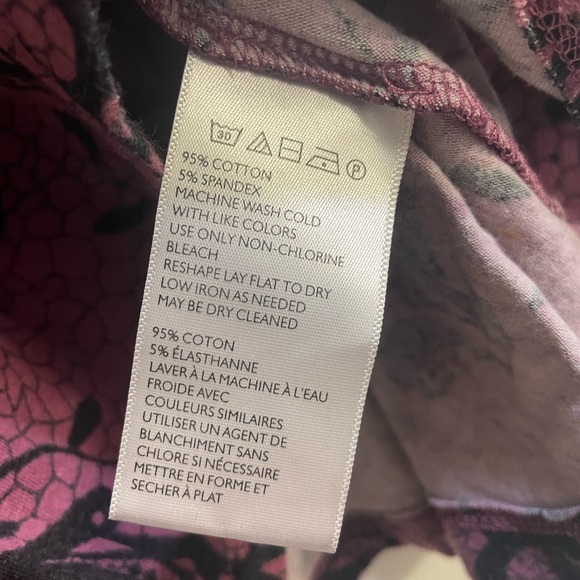 30 P
95% COTTON
5% SPANDEX
MACHINE WASH COLD
WITH LIKE COLORS
USE ONLY NON-CHLORINE
BLEACH
RESHAPE LAY FLAT TO DRY
LOW IRON AS NEEDED
MAY BE DRY CLEANED
95% COTON
5% ÉLASTHANNE
LAVER À LA MACHINE À L'EAU
FROIDE AVEC
COULEURS SIMILAIRES
UTILISER UN AGENT DE
BLANCHIMENT SANS
CHLORE SI NÉCESSAIRE
METTRE EN FORME ET
SECHER À PLAT